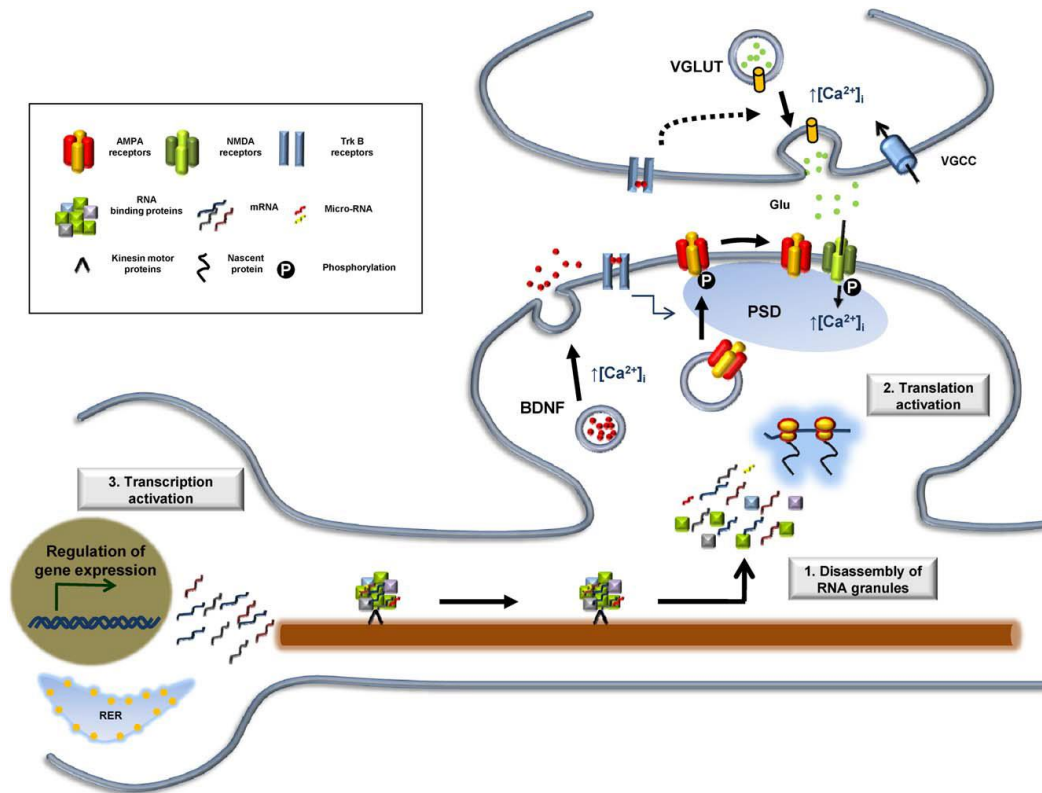 VGLUT
↑[Ca²⁺]ᵢ
VGCC
Glu
AMPA
receptors
NMDA
receptors
Trk B
receptors
RNA
binding proteins
mRNA
Micro-RNA
Kinesin motor
proteins
Nascent
protein
P
Phosphorylation
P
P
PSD
↑[Ca²⁺]ᵢ
↑[Ca²⁺]ᵢ
BDNF
2. Translation
activation
3. Transcription
activation
Regulation of
gene expression
1. Disassembly of
RNA granules
RER